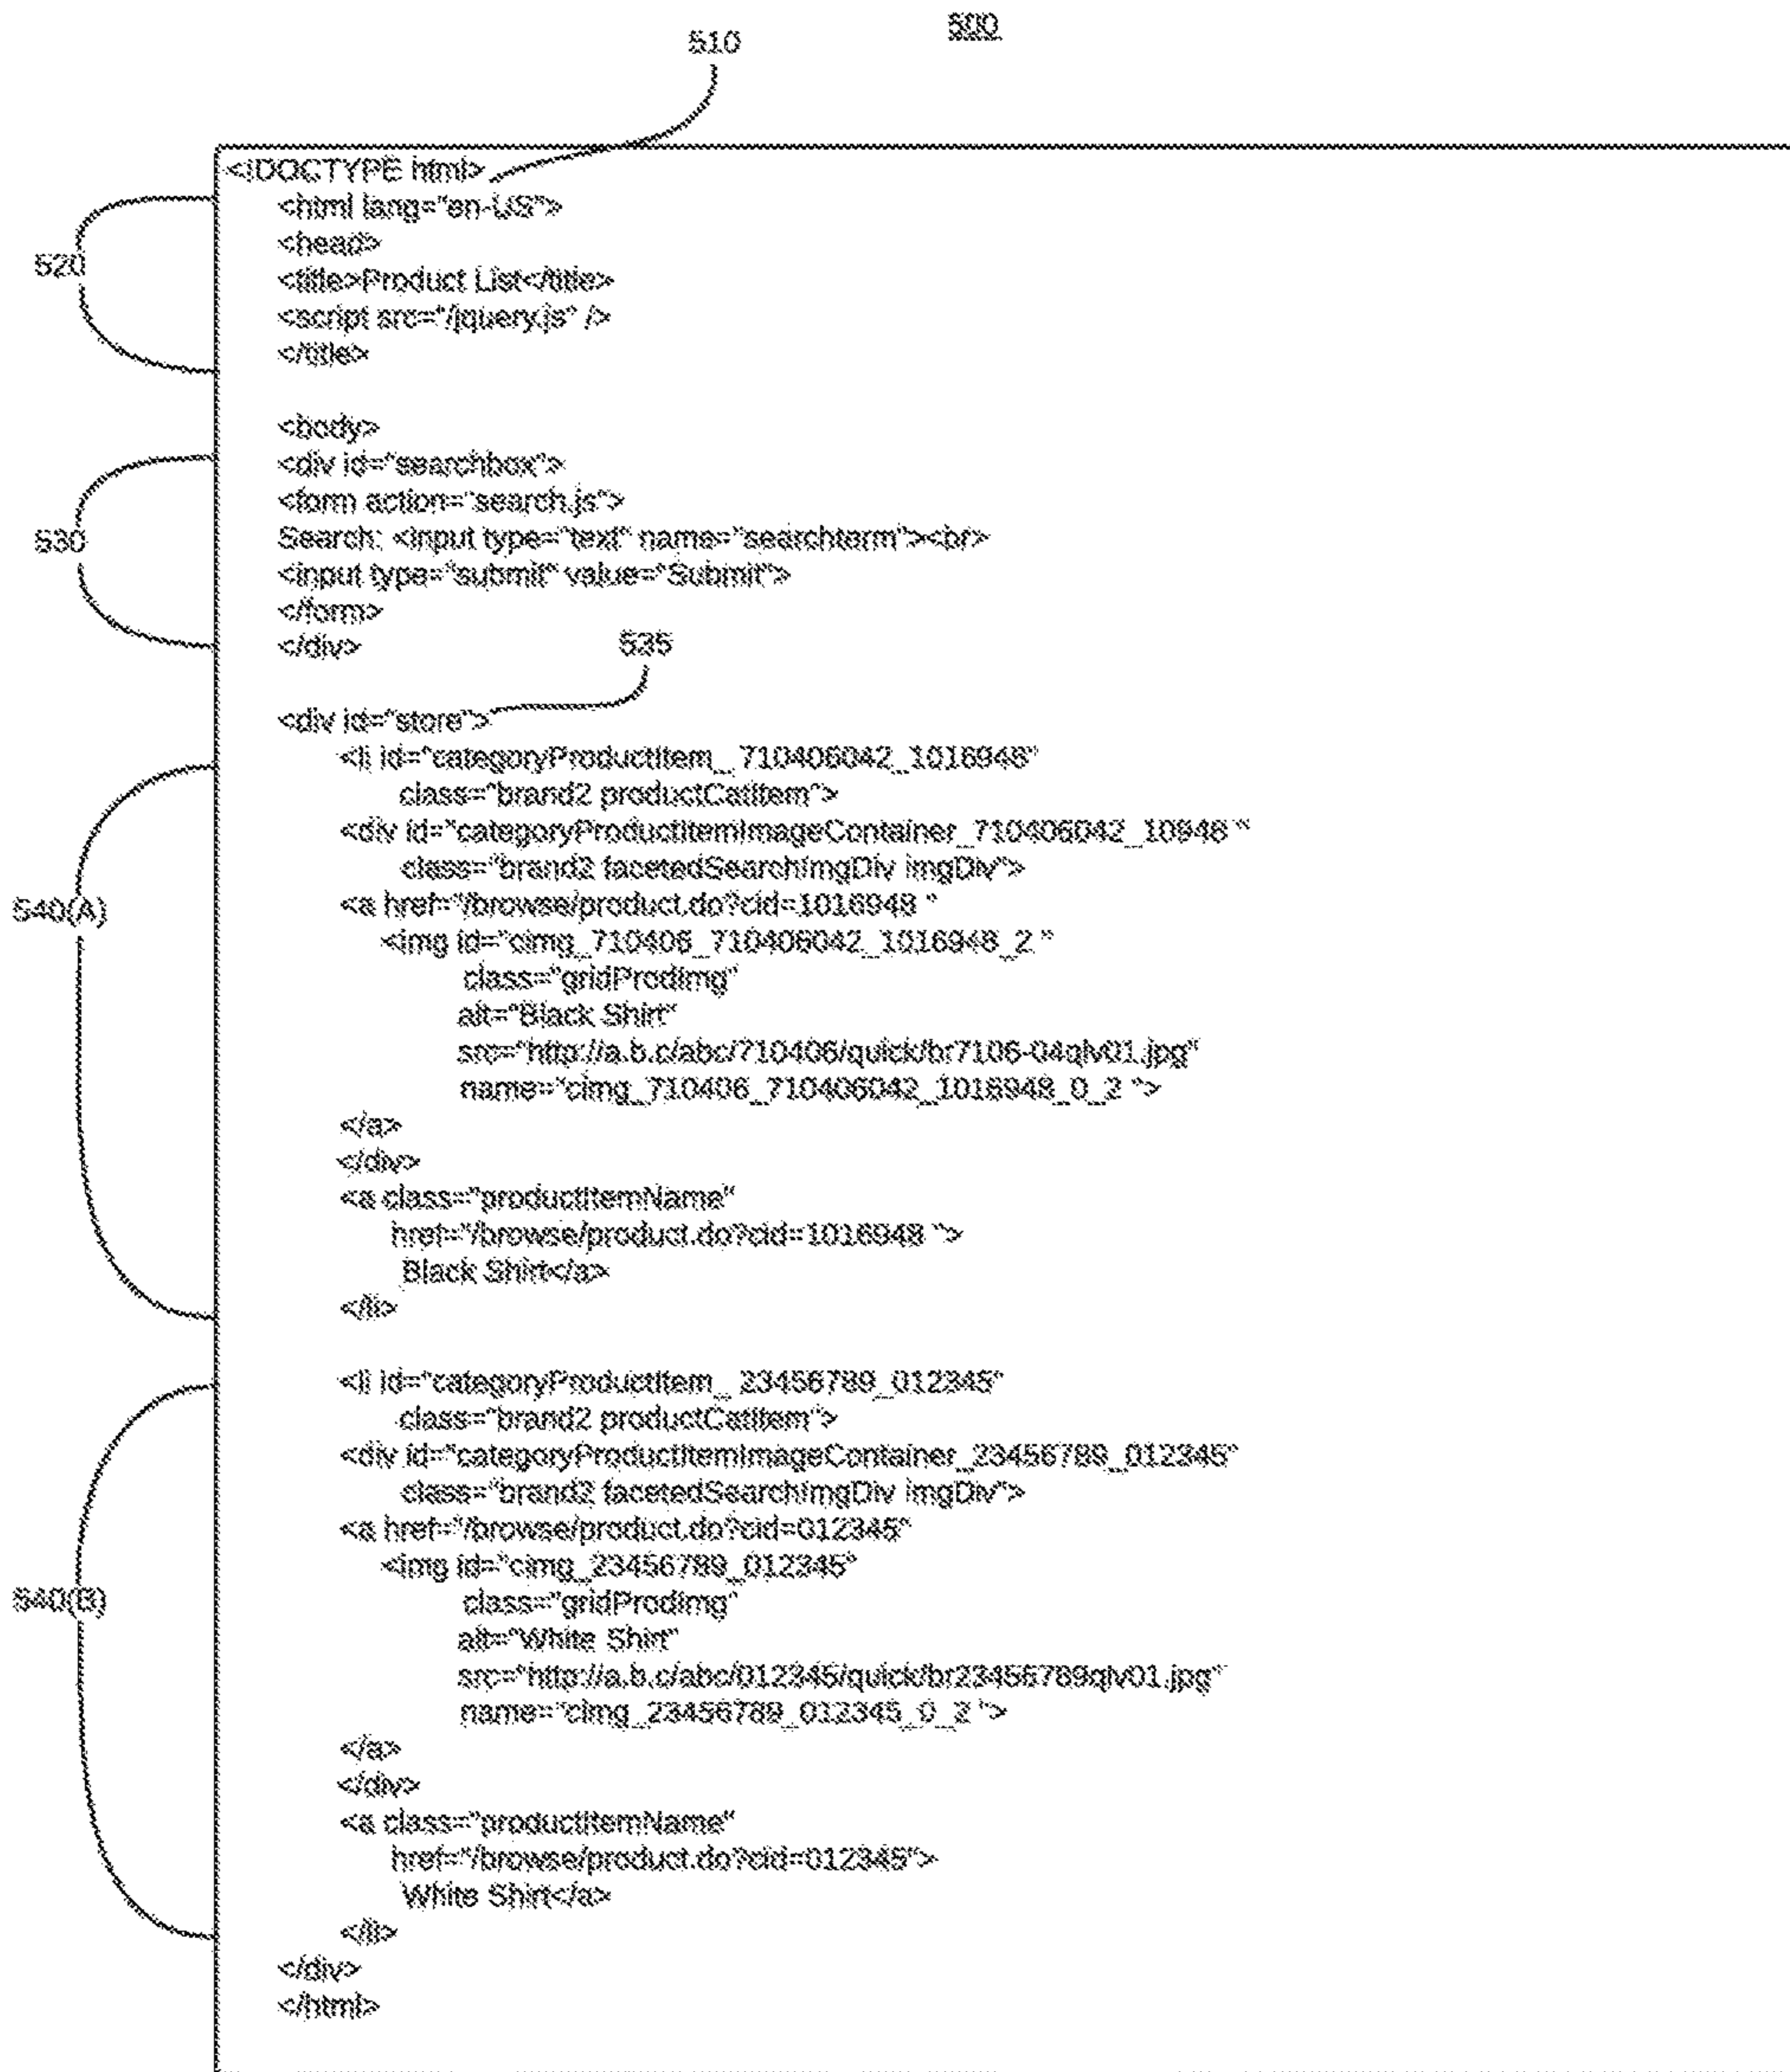 500
510
<!DOCTYPE html>
<html lang="en-US">
<head>
520
<title>Product List</title>
<script src="/jquery.js" />
</title>
<body>
<div id="searchbox">
<form action="search.js">
530
Search: <input type="text" name="searchterm"><br/>
<input type="submit" value="Submit">
</form>
</div>
535
<div id="store">
<li id="categoryProductItem_ 710406042_1016948"
class="brand2 productCatItem">
<div id="categoryProductItemImageContainer_710406042_10948 "
class="brand2 facetedSearchImgDiv imgDiv">
540(A)
<a href="/browse/product.do?cid=1016948 "
<img id="cimg_710406_710406042_1016948_2 "
class="gridProdImg"
alt="Black Shirt"
src="http://a.b.c/abc/710406/quick/br7106-04qlv01.jpg"
name="cimg_710406_710406042_1016948_0_2 ">
</a>
</div>
<a class="productItemName"
href="/browse/product.do?cid=1016948 ">
Black Shirt</a>
</li>
<li id="categoryProductItem_ 23456789_012345"
class="brand2 productCatItem">
<div id="categoryProductItemImageContainer_23456789_012345"
class="brand2 facetedSearchImgDiv imgDiv">
<a href="/browse/product.do?cid=012345"
<img id="cimg_23456789_012345"
540(B)
class="gridProdImg"
alt="White Shirt"
src="http://a.b.c/abc/012345/quick/br23456789qlv01.jpg"
name="cimg_23456789_012345_0_2 ">
</a>
</div>
<a class="productItemName"
href="/browse/product.do?cid=012345">
White Shirt</a>
</li>
</div>
</html>